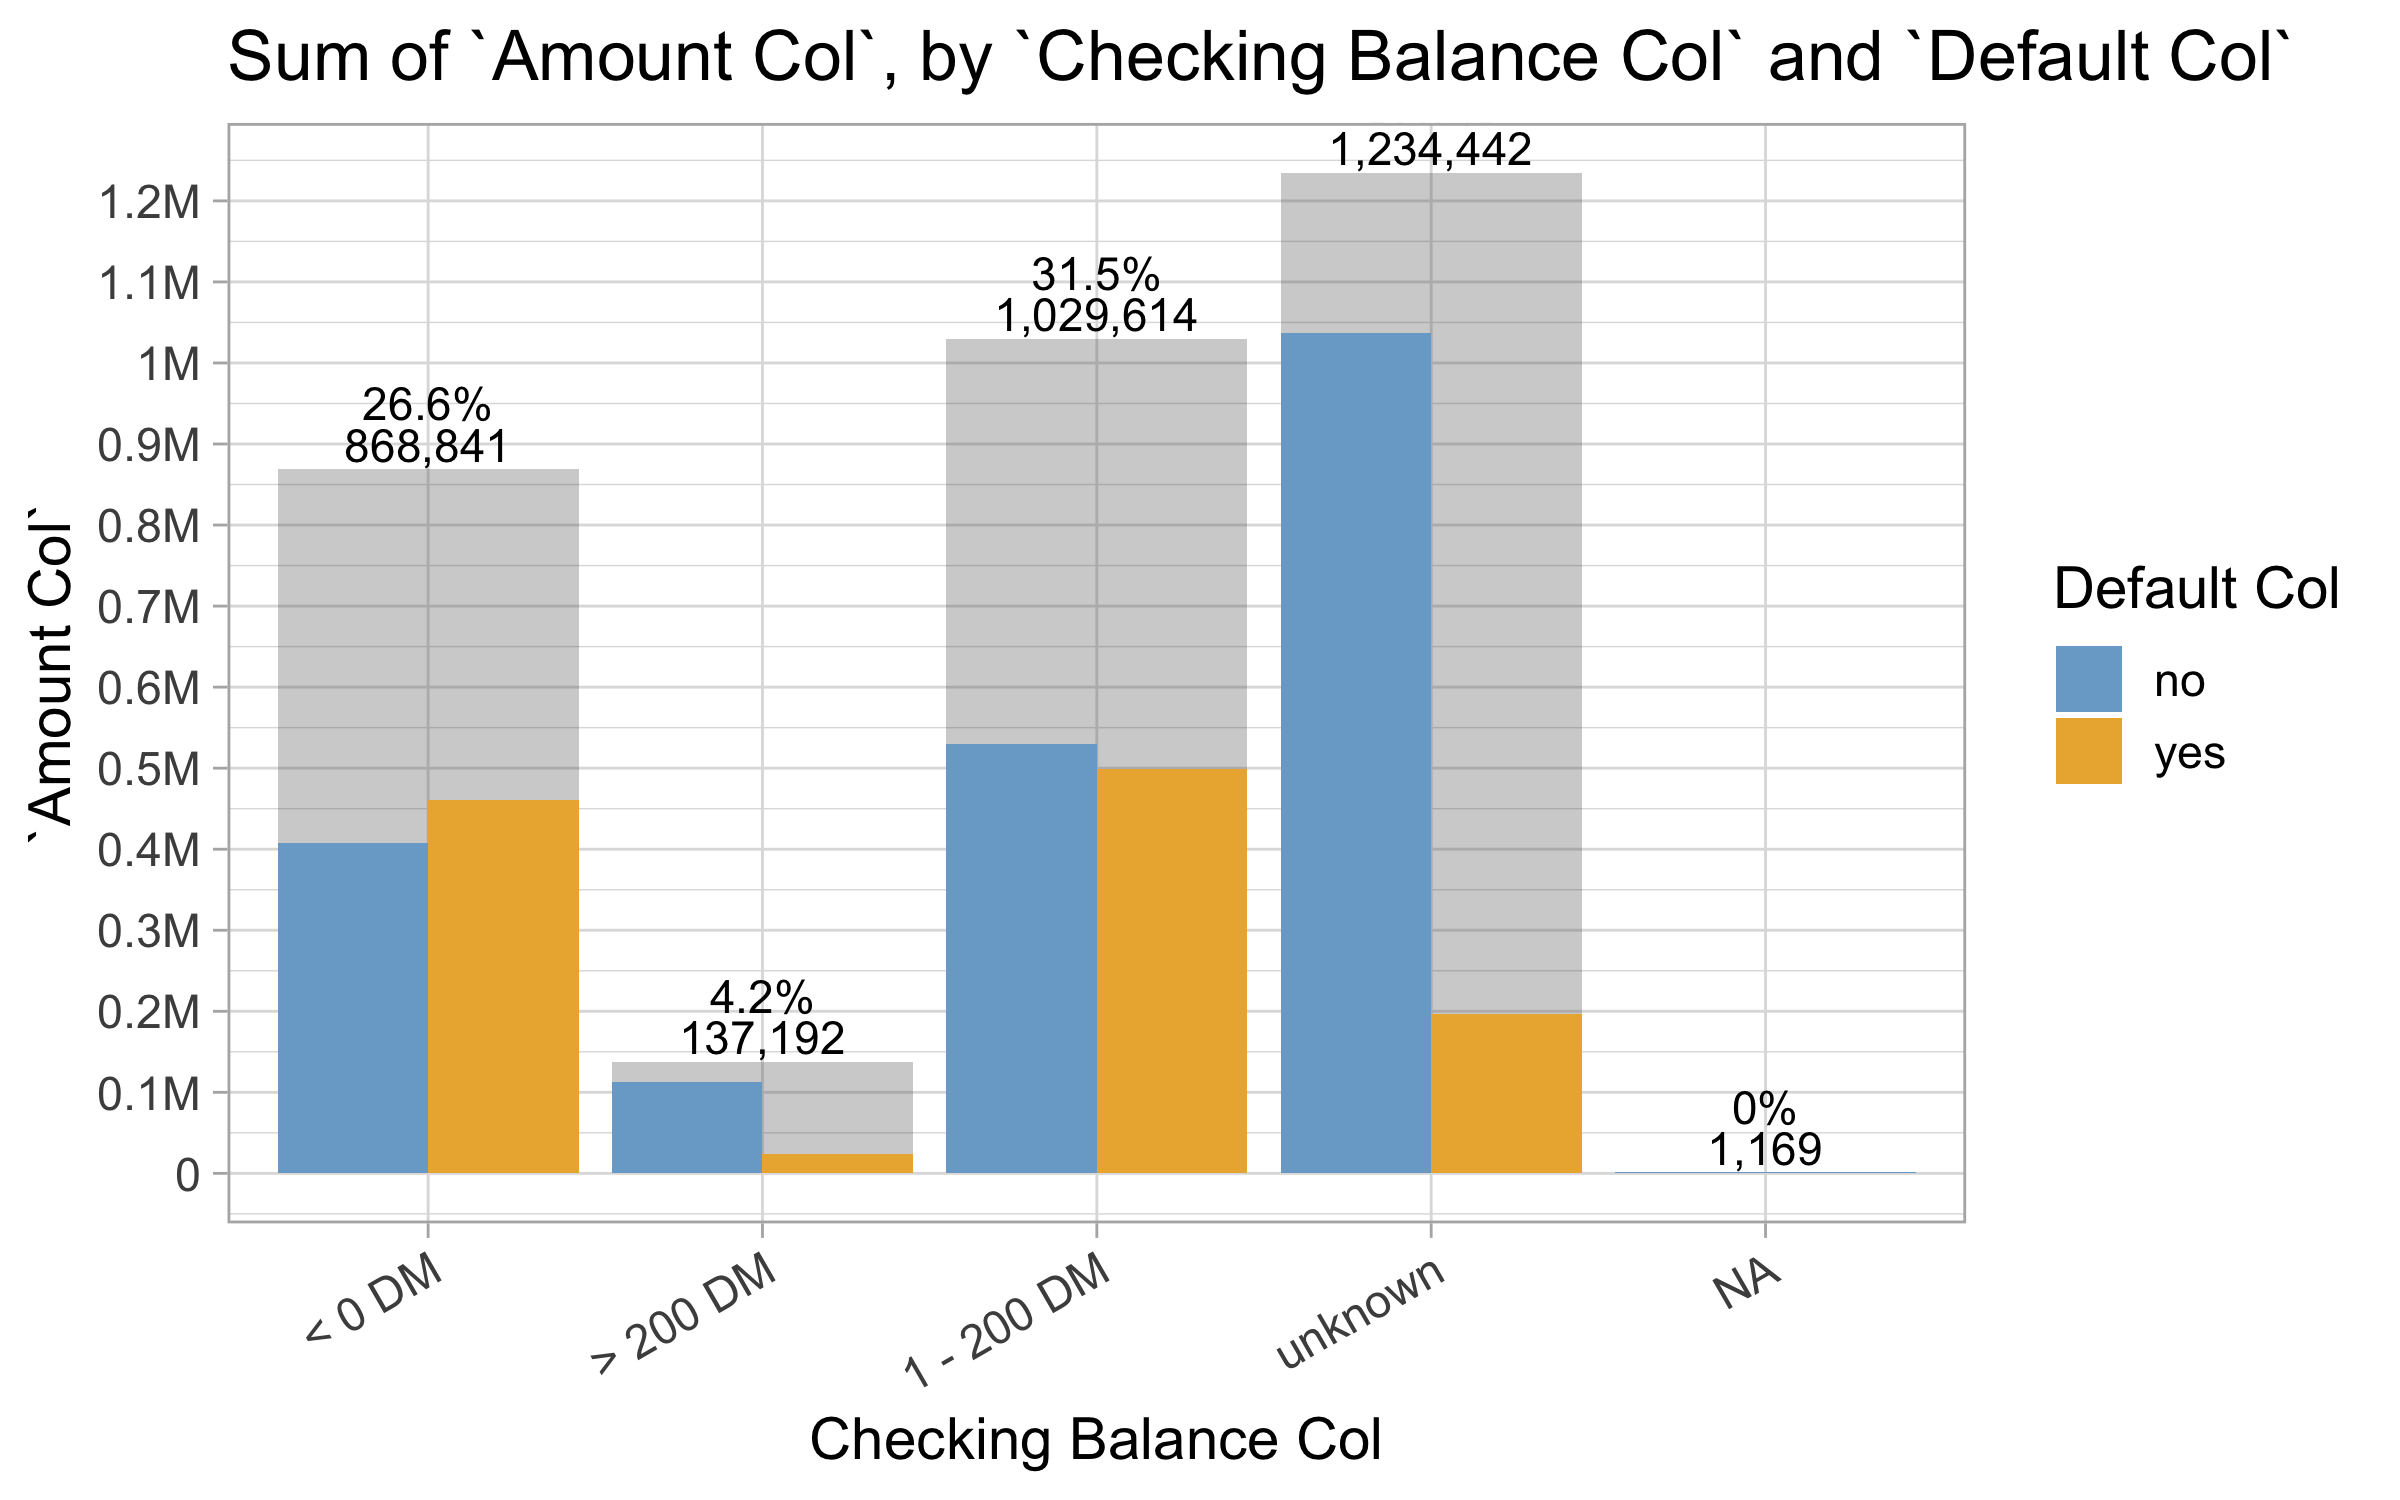 Sum of `Amount Col`, by `Checking Balance Col` and `Default Col`
`Amount Col`
1.2M
1.1M
1M
0.9M
0.8M
0.7M
0.6M
0.5M
0.4M
0.3M
0.2M
0.1M
0
26.6%
868,841
4.2%
137,192
31.5%
1,029,614
1,234,442
0%
1,169
< 0 DM
> 200 DM
1 - 200 DM
unknown
NA
Checking Balance Col
Default Col
no
yes